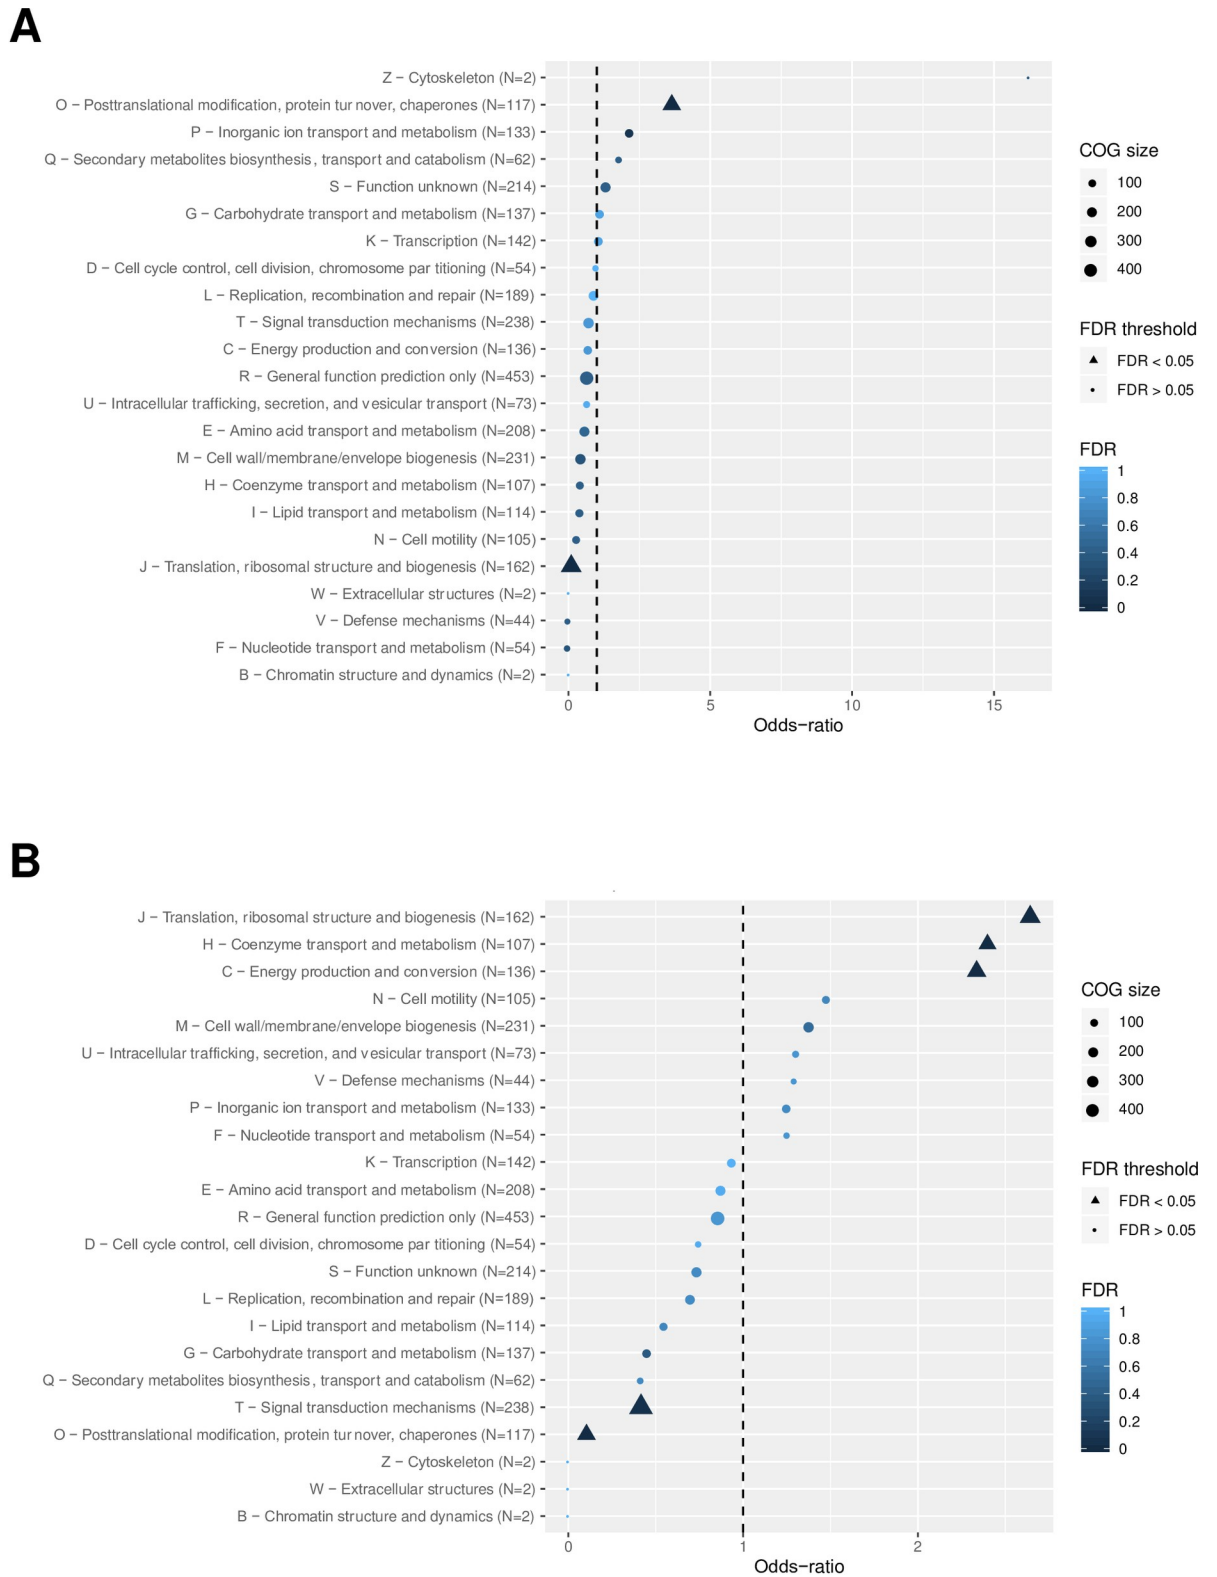 A
Z − Cytoskeleton (N=2)
O − Posttranslational modification, protein tur nover, chaperones (N=117)
P − Inorganic ion transport and metabolism (N=133)
Q − Secondary metabolites biosynthesis, transport and catabolism (N=62)
S − Function unknown (N=214)
G − Carbohydrate transport and metabolism (N=137)
K − Transcription (N=142)
D − Cell cycle control, cell division, chromosome par titioning (N=54)
L − Replication, recombination and repair (N=189)
T − Signal transduction mechanisms (N=238)
C − Energy production and conversion (N=136)
R − General function prediction only (N=453)
U − Intracellular trafficking, secretion, and vesicular transport (N=73)
E − Amino acid transport and metabolism (N=208)
M − Cell wall/membrane/envelope biogenesis (N=231)
H − Coenzyme transport and metabolism (N=107)
I − Lipid transport and metabolism (N=114)
N − Cell motility (N=105)
J − Translation, ribosomal structure and biogenesis (N=162)
W − Extracellular structures (N=2)
V − Defense mechanisms (N=44)
F − Nucleotide transport and metabolism (N=54)
B − Chromatin structure and dynamics (N=2)
0 5 10 15
Odds−ratio
COG size
100
200
300
400
FDR threshold
FDR < 0.05
FDR > 0.05
FDR
1
0.8
0.6
0.4
0.2
0
B
J − Translation, ribosomal structure and biogenesis (N=162)
H − Coenzyme transport and metabolism (N=107)
C − Energy production and conversion (N=136)
N − Cell motility (N=105)
M − Cell wall/membrane/envelope biogenesis (N=231)
U − Intracellular trafficking, secretion, and vesicular transport (N=73)
V − Defense mechanisms (N=44)
P − Inorganic ion transport and metabolism (N=133)
F − Nucleotide transport and metabolism (N=54)
K − Transcription (N=142)
E − Amino acid transport and metabolism (N=208)
R − General function prediction only (N=453)
D − Cell cycle control, cell division, chromosome par titioning (N=54)
S − Function unknown (N=214)
L − Replication, recombination and repair (N=189)
I − Lipid transport and metabolism (N=114)
G − Carbohydrate transport and metabolism (N=137)
Q − Secondary metabolites biosynthesis, transport and catabolism (N=62)
T − Signal transduction mechanisms (N=238)
O − Posttranslational modification, protein tur nover, chaperones (N=117)
Z − Cytoskeleton (N=2)
W − Extracellular structures (N=2)
B − Chromatin structure and dynamics (N=2)
0 1 2
Odds−ratio
COG size
100
200
300
400
FDR threshold
FDR < 0.05
FDR > 0.05
FDR
1
0.8
0.6
0.4
0.2
0